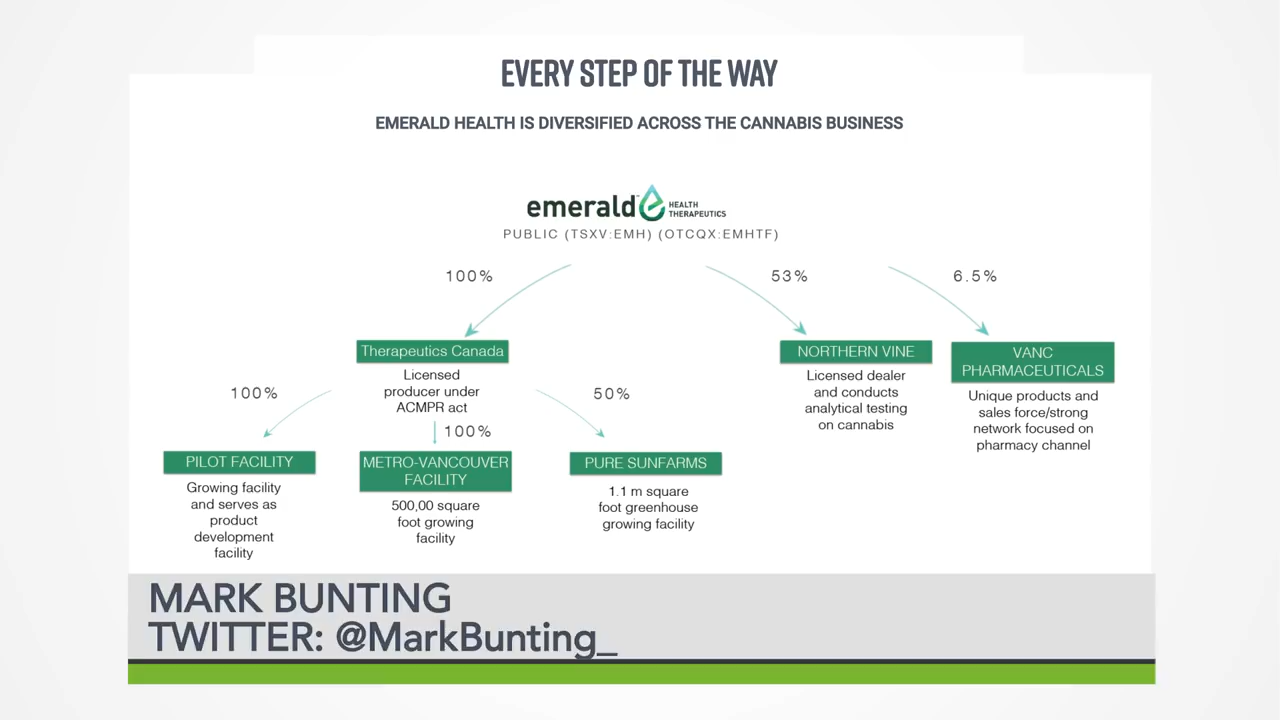 EVERY STEP OF THE WAY
EMERALD HEALTH IS DIVERSIFIED ACROSS THE CANNABIS BUSINESS
emerald™ HEALTH
THERAPEUTICS
PUBLIC (TSXV:EMH) (OTCQX:EMHTF)
100%
53%
6.5%
Therapeutics Canada
Licensed
producer under
ACMPR act
NORTHERN VINE
Licensed dealer
and conducts
analytical testing
on cannabis
VANC
PHARMACEUTICALS
Unique products and
sales force/strong
network focused on
pharmacy channel
100%
100%
50%
PILOT FACILITY
Growing facility
and serves as
product
development
facility
METRO-VANCOUVER
FACILITY
500,00 square
foot growing
facility
PURE SUNFARMS
1.1 m square
foot greenhouse
growing facility
MARK BUNTING
TWITTER: @MarkBunting_